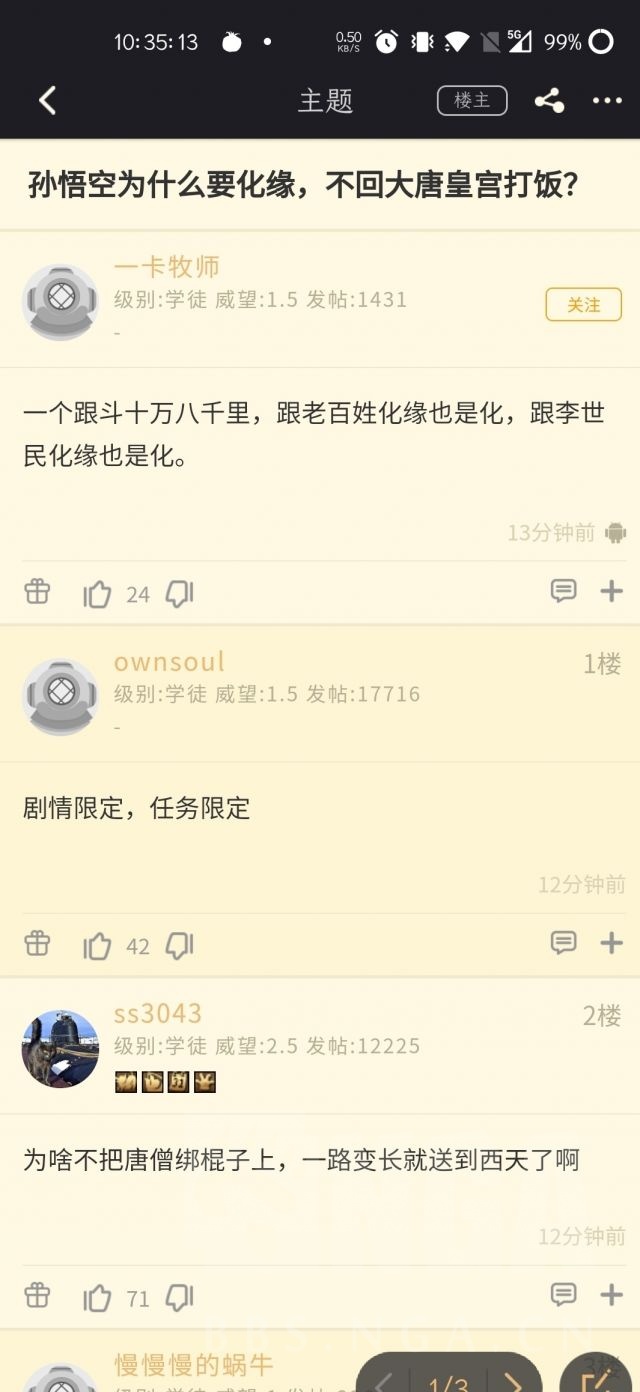 10:35:13
0.50
KB/S
5G
99%
主题
楼主
孙悟空为什么要化缘，不回大唐皇宫打饭？
一卡牧师
级别:学徒 威望:1.5 发帖:1431
-
关注
一个跟斗十万八千里，跟老百姓化缘也是化，跟李世
民化缘也是化。
13分钟前
24
ownsoul
1楼
级别:学徒 威望:1.5 发帖:17716
-
剧情限定，任务限定
12分钟前
42
ss3043
2楼
级别:学徒 威望:2.5 发帖:12225
为啥不把唐僧绑棍子上，一路变长就送到西天了啊
12分钟前
71
BBS.NGA.CN
慢慢慢的蜗牛
3楼
1/3